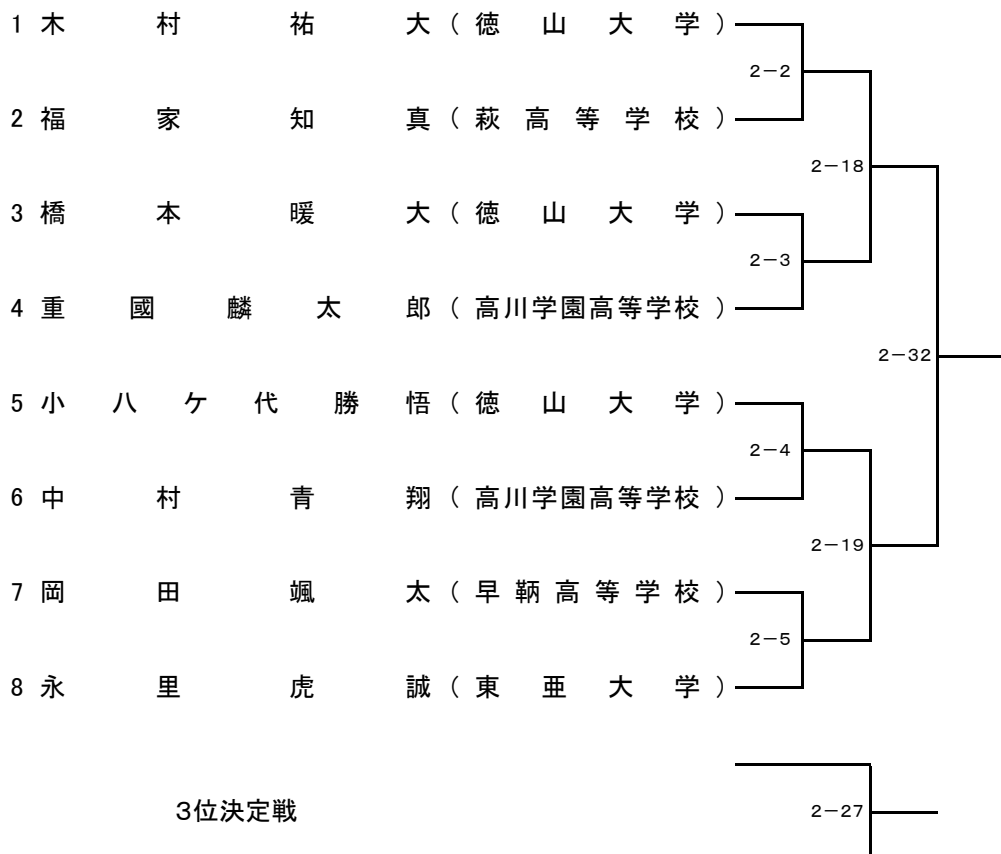 1 木村祐大（徳山大学）
2－2
2 福家知真（萩高等学校）
2－18
3 橋本暖大（徳山大学）
2－3
4 重國麟太郎（高川学園高等学校）
2－32
5 小八ケ代勝悟（徳山大学）
2－4
6 中村青翔（高川学園高等学校）
2－19
7 岡田颯太（早鞆高等学校）
2－5
8 永里虎誠（東亜大学）
3位決定戦
2－27